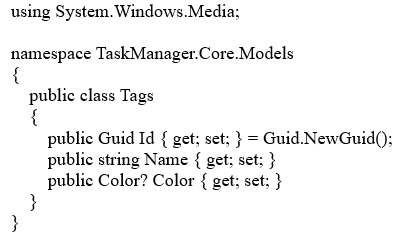 using System.Windows.Media;

namespace TaskManager.Core.Models
{
    public class Tags
    {
        public Guid Id { get; set; } = Guid.NewGuid();
        public string Name { get; set; }
        public Color? Color { get; set; }
    }
}